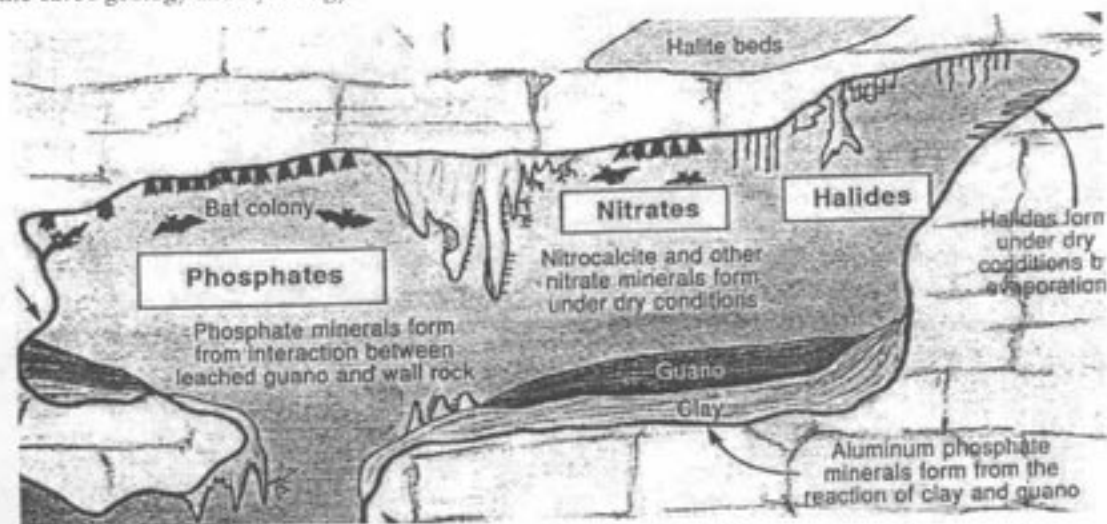 Halite beds
Bat colony
Phosphates
Phosphate minerals form
from interaction between
leached guano and wall rock
Nitrates
Nitrocalcite and other
nitrate minerals form
under dry conditions
Halides
Halides form
under dry
conditions b
evaporation
Guano
Clay
Aluminum phosphate
minerals form from the
reaction of clay and guano